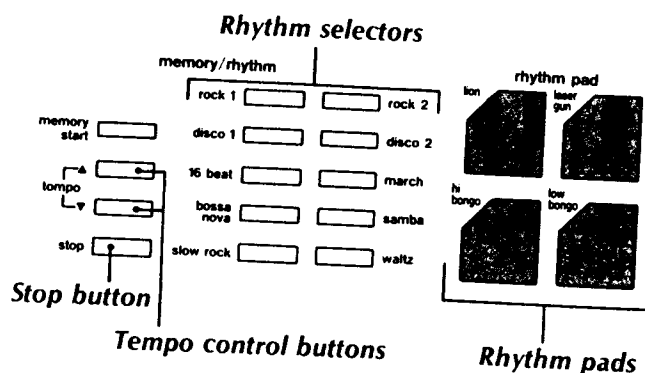 Rhythm selectors
memory/rhythm
rhythm pad
rock 1
rock 2
lion
laser
gun
memory
start
disco 1
disco 2
▲
tempo
▼
16 beat
march
hi
bongo
low
bongo
bossa
nova
samba
stop
slow rock
waltz
Stop button
Tempo control buttons
Rhythm pads